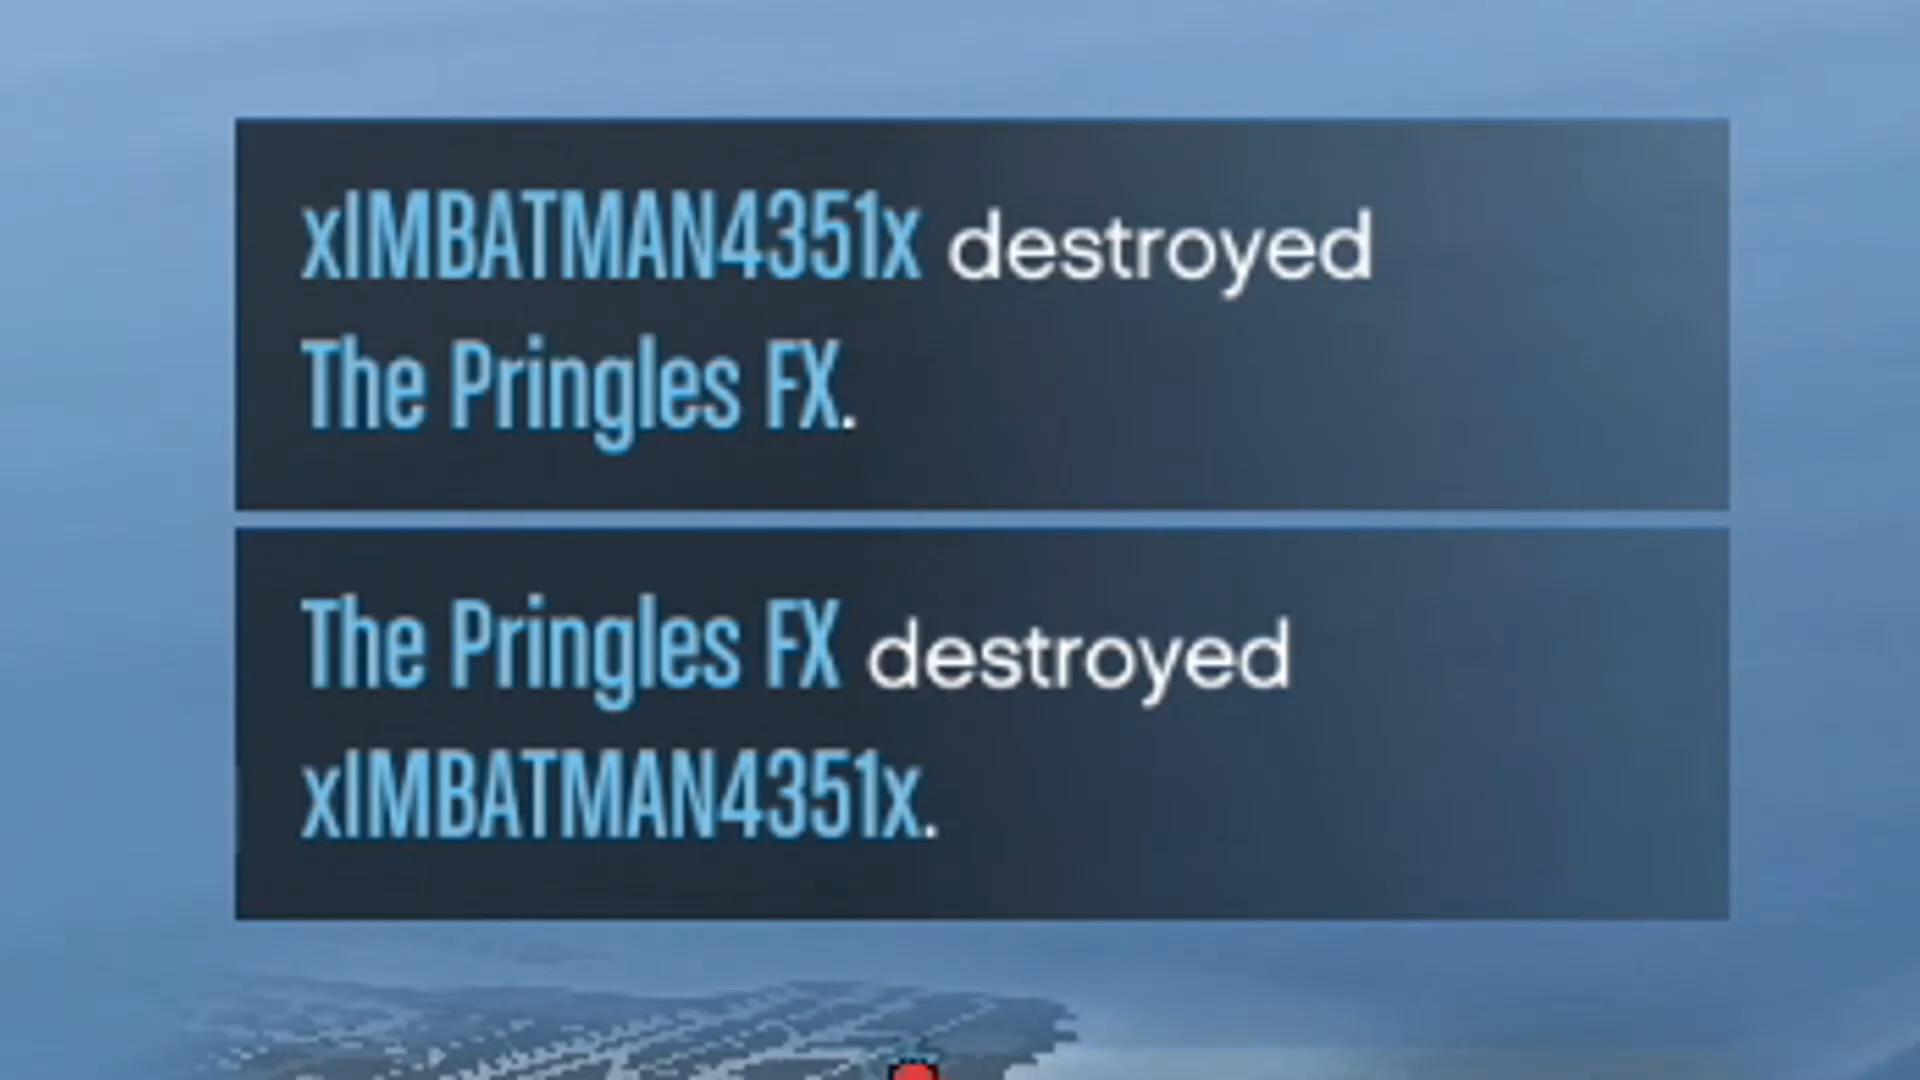 xIMBATMAN4351x destroyed
The Pringles FX.
The Pringles FX destroyed
xIMBATMAN4351x.